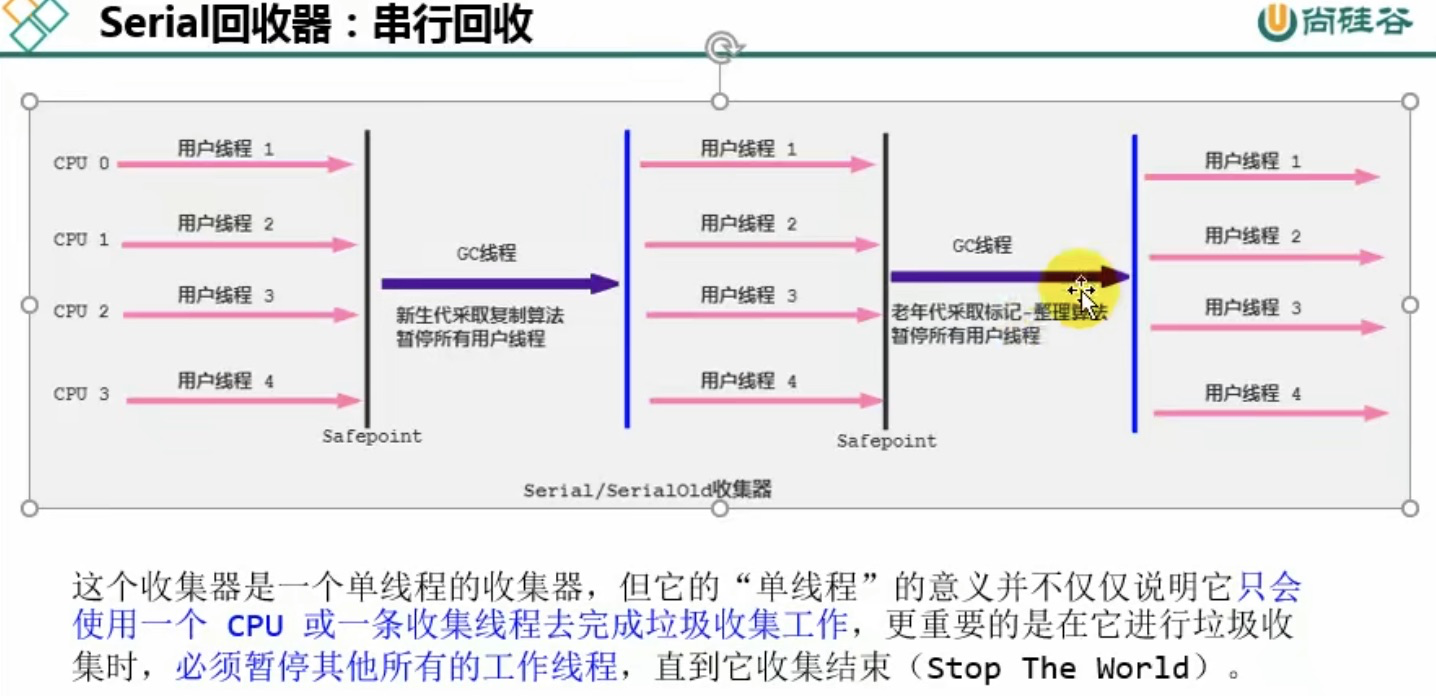 Serial回收器：串行回收
尚硅谷
用户线程 1
用户线程 1
用户线程 1
CPU 0
用户线程 2
用户线程 2
用户线程 2
CPU 1
GC线程
GC线程
用户线程 3
用户线程 3
用户线程 3
CPU 2
新生代采取复制算法
暂停所有用户线程
老年代采取标记-整理算法
暂停所有用户线程
用户线程 4
用户线程 4
用户线程 4
CPU 3
Safepoint
Safepoint
Serial/SerialOld收集器
这个收集器是一个单线程的收集器，但它的“单线程”的意义并不仅仅说明它只会
使用一个 CPU 或一条收集线程去完成垃圾收集工作，更重要的是在它进行垃圾收
集时，必须暂停其他所有的工作线程，直到它收集结束（Stop The World）。